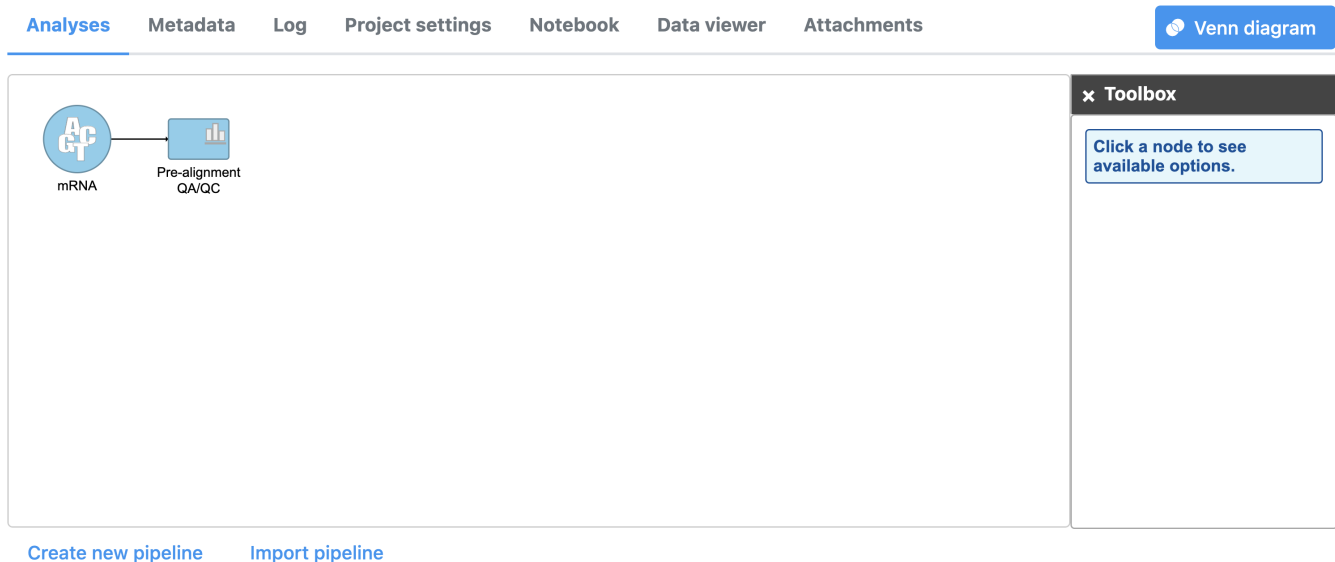 Analyses Metadata Log Project settings Notebook Data viewer Attachments Venn diagram
× Toolbox
Click a node to see
available options.
ACGT
mRNA
Pre-alignment
QA/QC
Create new pipeline Import pipeline